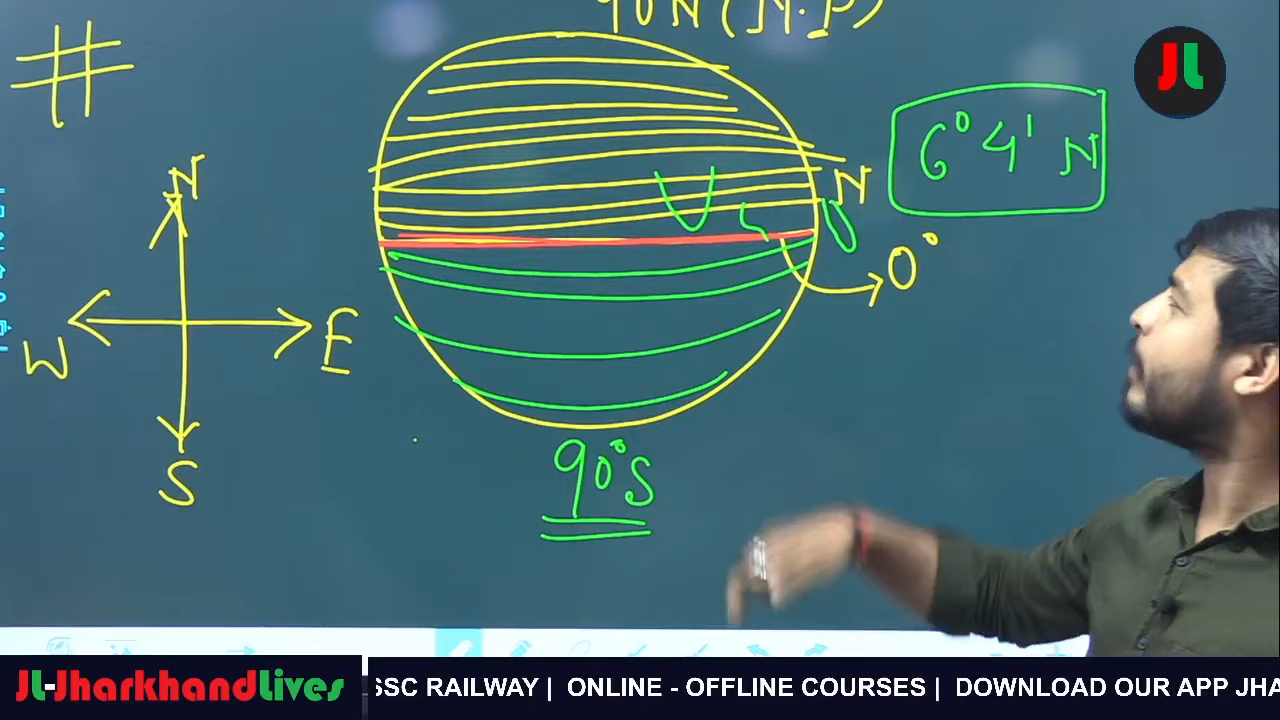 90 N (N.P)
JL
N
6° 4' N
N
0°
W
E
S
90° S
JL-JharkhandLives
SSC RAILWAY | ONLINE - OFFLINE COURSES | DOWNLOAD OUR APP JHA